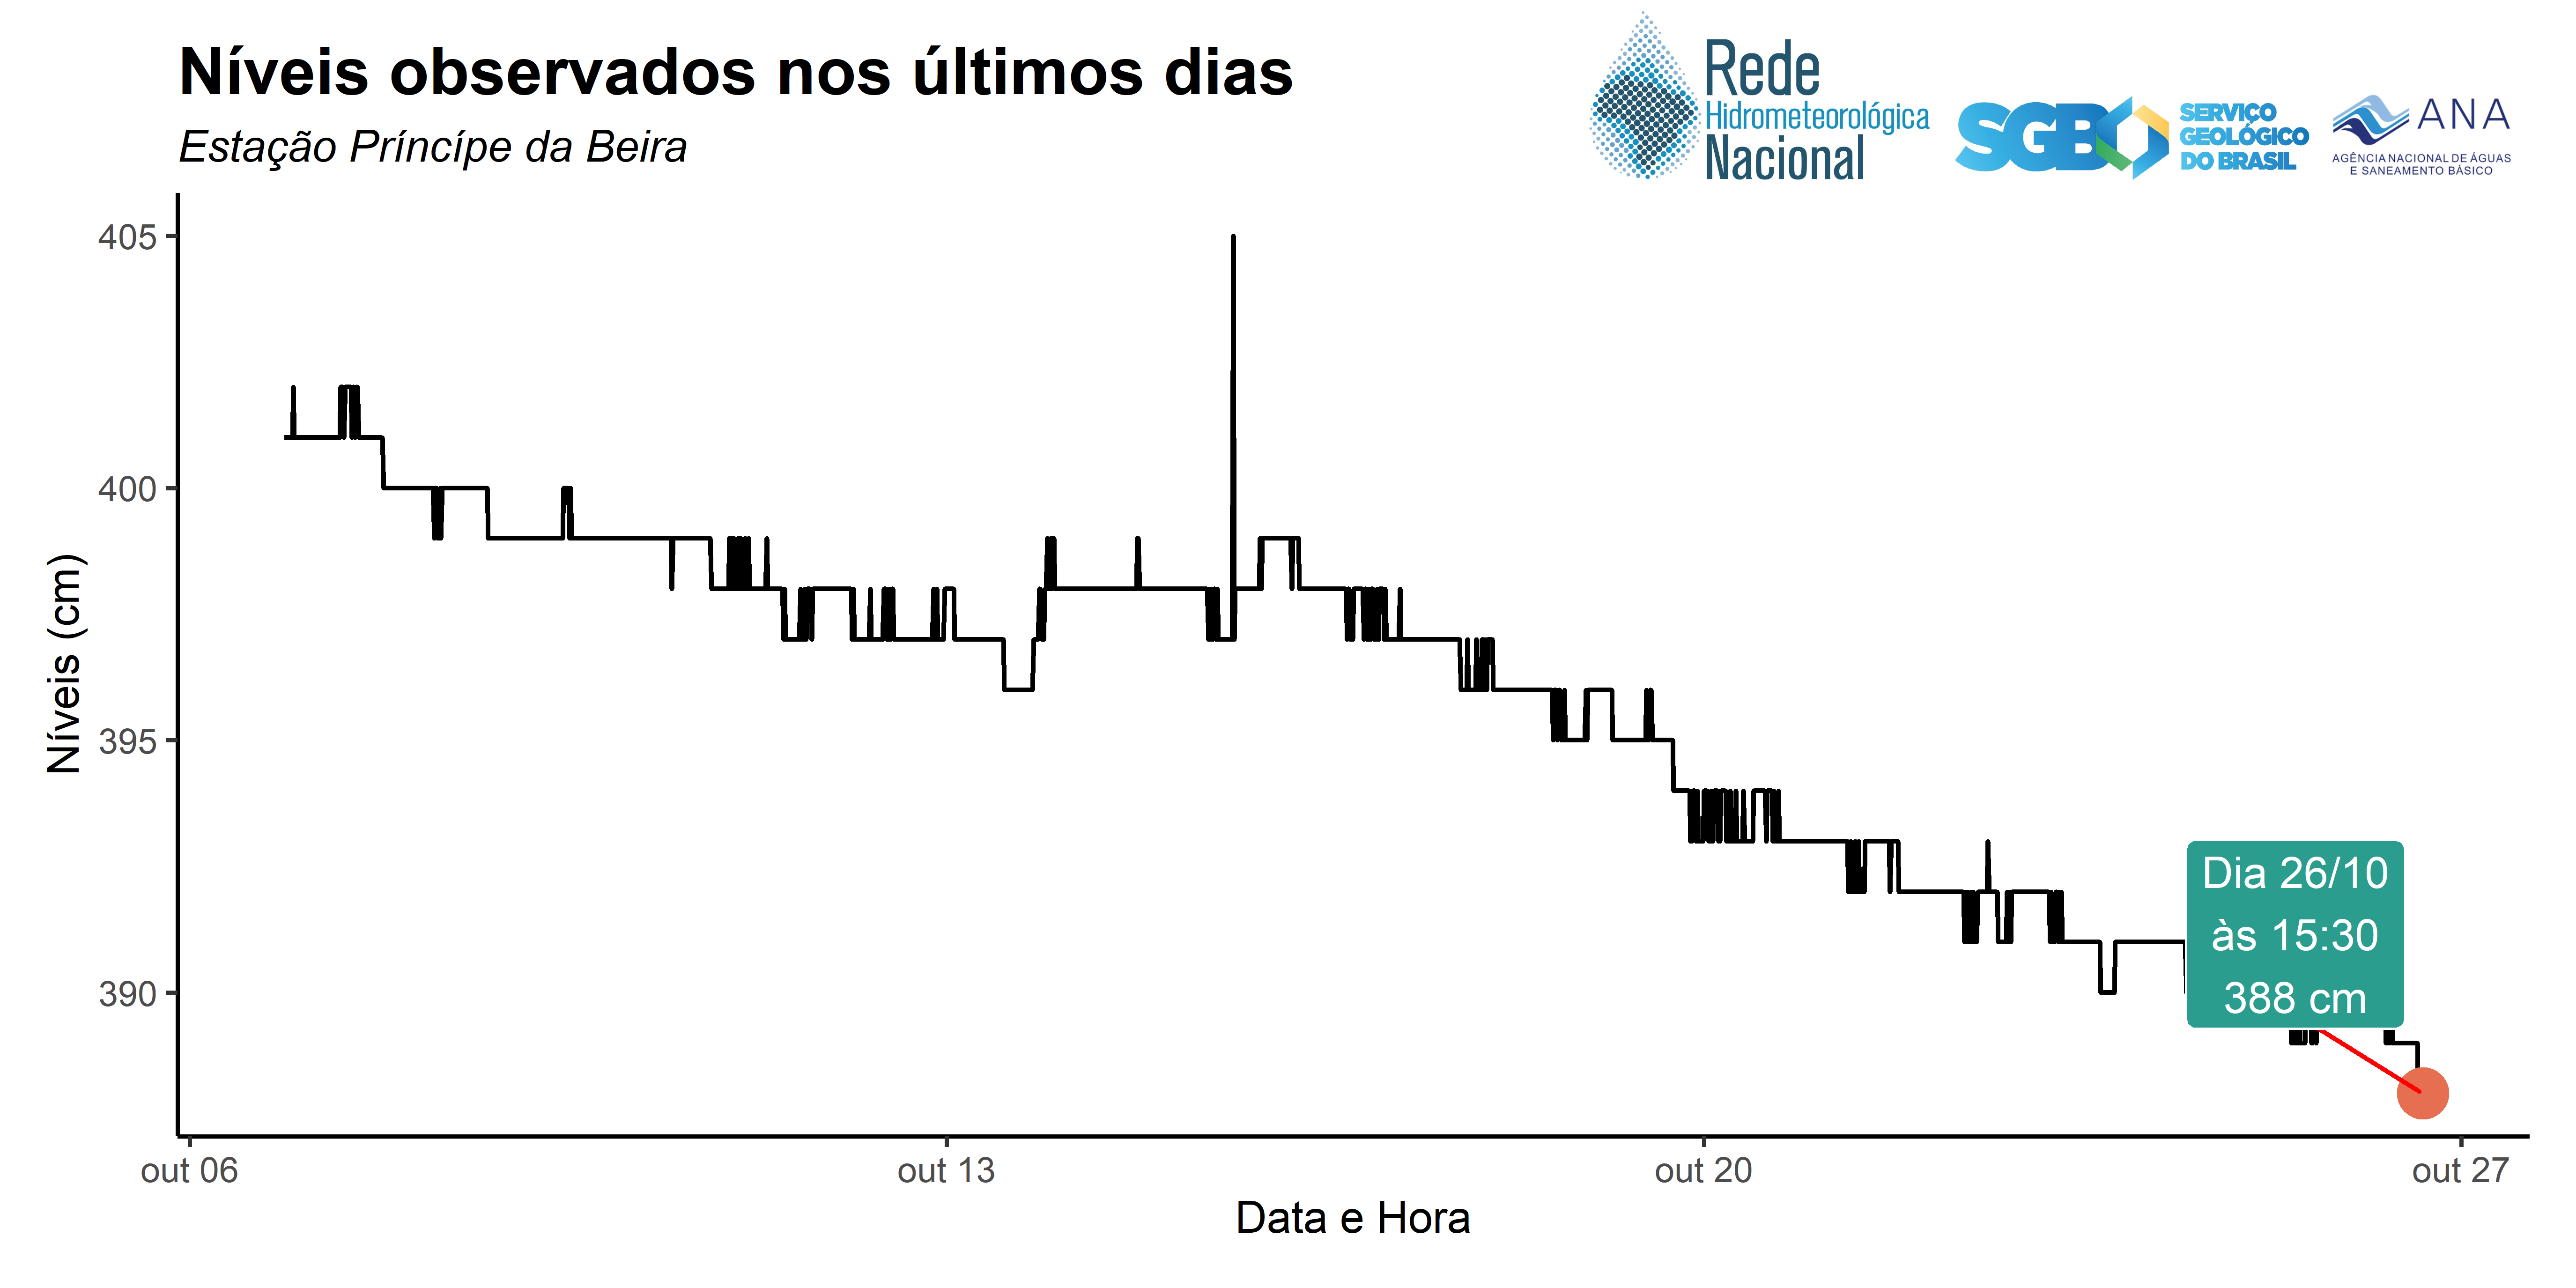 Níveis observados nos últimos dias
Estação Príncípe da Beira
Rede
Hidrometeorológica
Nacional
SGB
SERVIÇO
GEOLÓGICO
DO BRASIL
ANA
AGÊNCIA NACIONAL DE ÁGUAS
E SANEAMENTO BÁSICO
405
400
395
390
Níveis (cm)
Dia 26/10
às 15:30
388 cm
out 06
out 13
out 20
out 27
Data e Hora